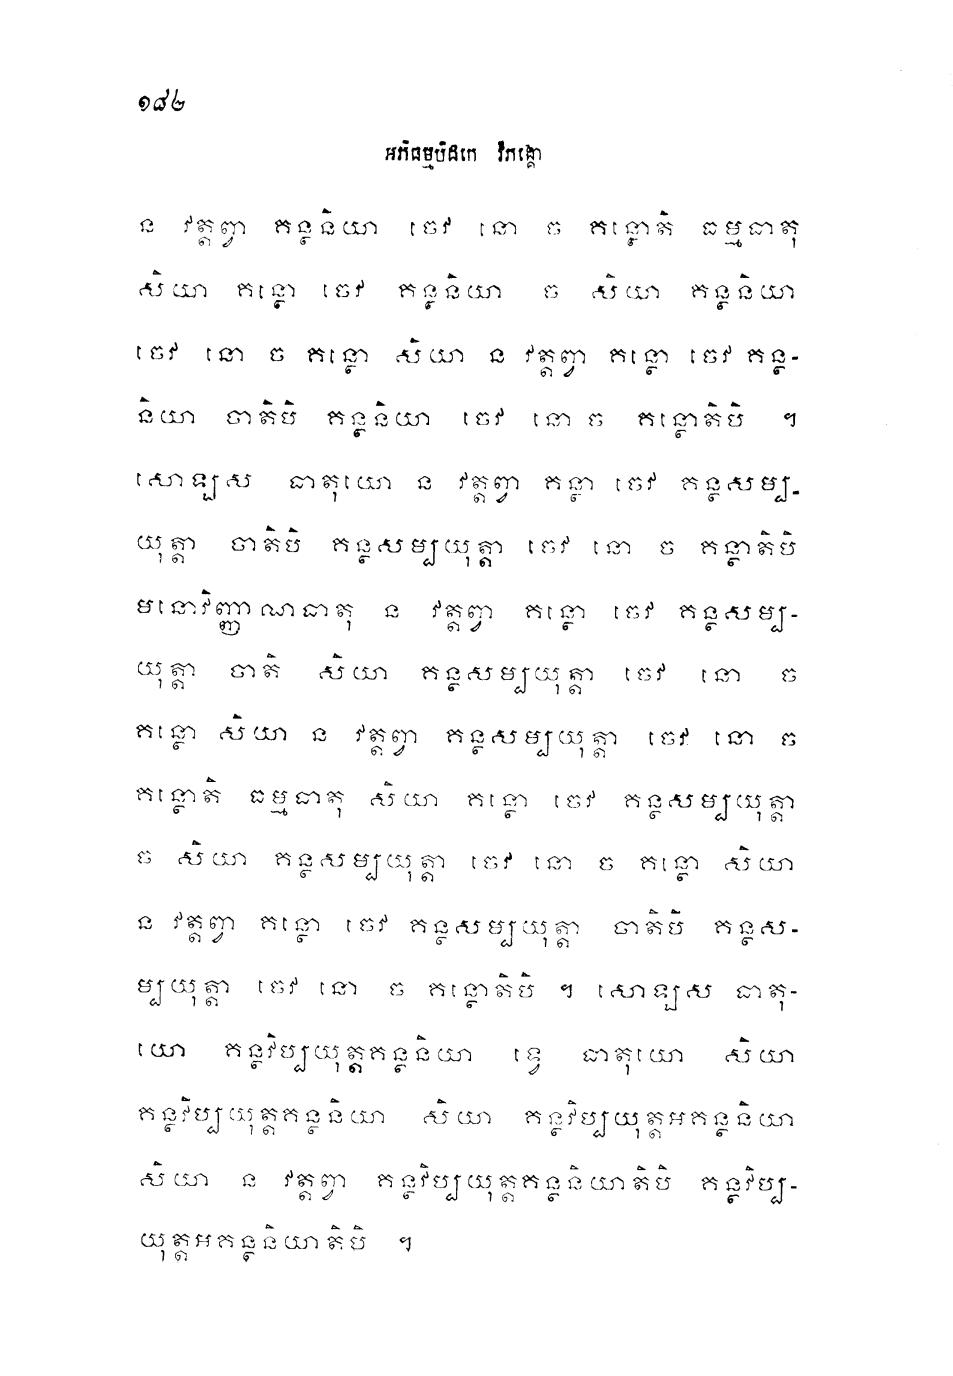 ១៨២
អភិធម្មបិដកេ វិភង្គោ
ន វត្តព្វា គន្ថនិយា ចេវ នោ ច គន្ថោតិ ធម្មធាតុ
សិយា គន្ថោ ចេវ គន្ថនិយា ច សិយា គន្ថនិយា
ចេវ នោ ច គន្ថោ សិយា ន វត្តព្វា គន្ថោ ចេវ គន្ថ-
និយា ចាតិបិ គន្ថនិយា ចេវ នោ ច គន្ថោតិបិ ។
សោឡស ធាតុយោ ន វត្តព្វា គន្ថា ចេវ គន្ថសម្ប-
យុត្តា ចាតិបិ គន្ថសម្បយុត្តា ចេវ នោ ច គន្ថាតិបិ
មនោវិញ្ញាណធាតុ ន វត្តព្វា គន្ថោ ចេវ គន្ថសម្ប-
យុត្តា ចាតិ សិយា គន្ថសម្បយុត្តា ចេវ នោ ច
គន្ថោ សិយា ន វត្តព្វា គន្ថសម្បយុត្តា ចេវ នោ ច
គន្ថោតិ ធម្មធាតុ សិយា គន្ថោ ចេវ គន្ថសម្បយុត្តា
ច សិយា គន្ថសម្បយុត្តា ចេវ នោ ច គន្ថោ សិយា
ន វត្តព្វា គន្ថោ ចេវ គន្ថសម្បយុត្តា ចាតិបិ គន្ថស-
ម្បយុត្តា ចេវ នោ ច គន្ថោតិបិ ។ សោឡស ធាតុ-
យោ គន្ថវិប្បយុត្តគន្ថនិយា ទ្វេ ធាតុយោ សិយា
គន្ថវិប្បយុត្តគន្ថនិយា សិយា គន្ថវិប្បយុត្តអគន្ថនិយា
សិយា ន វត្តព្វា គន្ថវិប្បយុត្តគន្ថនិយាតិបិ គន្ថវិប្ប-
យុត្តអគន្ថនិយាតិបិ ។